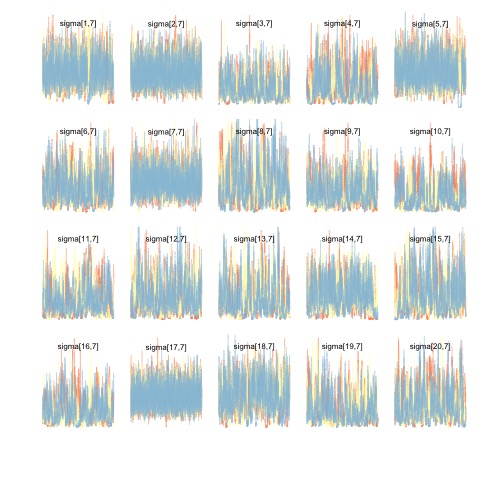 sigma[1,7] sigma[2,7] sigma[3,7] sigma[4,7] sigma[5,7]
sigma[6,7] sigma[7,7] sigma[8,7] sigma[9,7] sigma[10,7]
sigma[11,7] sigma[12,7] sigma[13,7] sigma[14,7] sigma[15,7]
sigma[16,7] sigma[17,7] sigma[18,7] sigma[19,7] sigma[20,7]